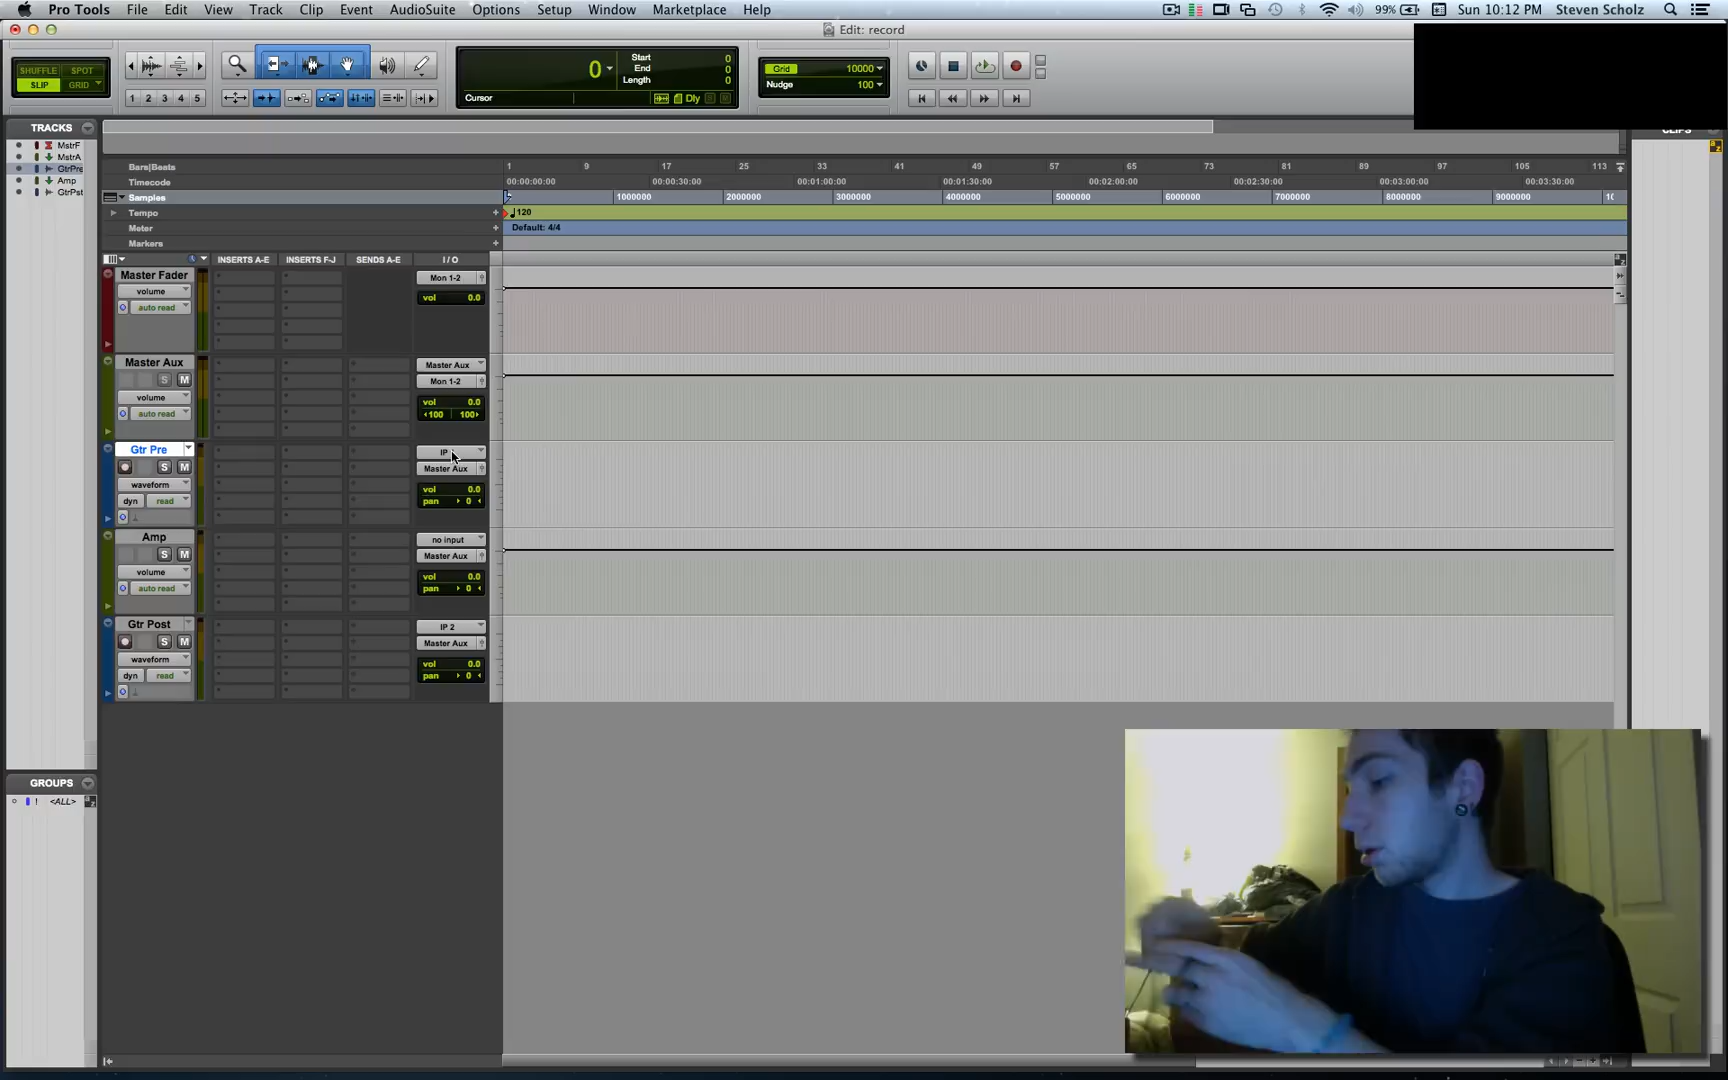 Pro Tools File Edit View Track Clip Event AudioSuite Options Setup Window Marketplace Help 99% Sun 10:12 PM Steven Scholz
Edit: record
SHUFFLE SPOT
SLIP GRID
1 2 3 4 5
0
Start 0
End 0
Length 0
Cursor Dly
Grid 10000
Nudge 100
TRACKS
MstrF
MstrA
GtrPre
Amp
GtrPst
CLIPS
Bars|Beats 1 9 17 25 33 41 49 57 65 73 81 89 97 105 113
Timecode 00:00:00:00 00:00:30:00 00:01:00:00 00:01:30:00 00:02:00:00 00:02:30:00 00:03:00:00 00:03:30:00
Samples 1000000 2000000 3000000 4000000 5000000 6000000 7000000 8000000 9000000
Tempo 120
Meter Default: 4/4
Markers
INSERTS A-E INSERTS F-J SENDS A-E I / O
Master Fader
volume
auto read
Mon 1-2
vol 0.0
Master Aux
S M
volume
auto read
Master Aux
Mon 1-2
vol 0.0
100 100
Gtr Pre
S M
waveform
dyn read
IP
Master Aux
vol 0.0
pan 0
Amp
S M
volume
auto read
no input
Master Aux
vol 0.0
pan 0
Gtr Post
S M
waveform
dyn read
IP 2
Master Aux
vol 0.0
pan 0
GROUPS
! <ALL>